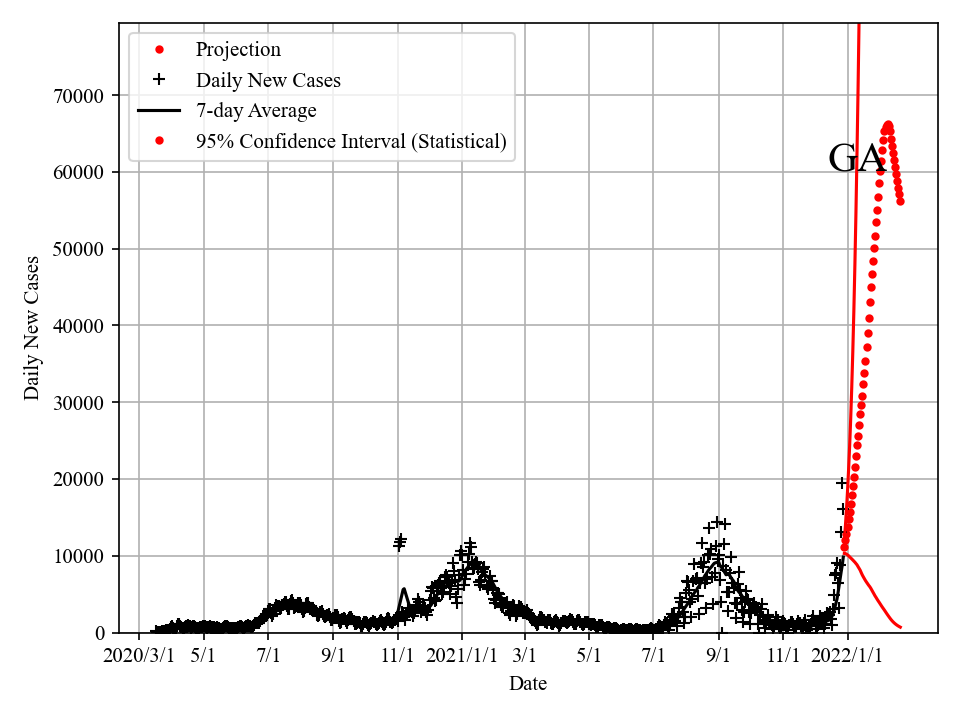 Projection
Daily New Cases
7-day Average
95% Confidence Interval (Statistical)
GA
70000
60000
50000
40000
30000
20000
10000
0
Daily New Cases
2020/3/1 5/1 7/1 9/1 11/1 2021/1/1 3/1 5/1 7/1 9/1 11/1 2022/1/1
Date